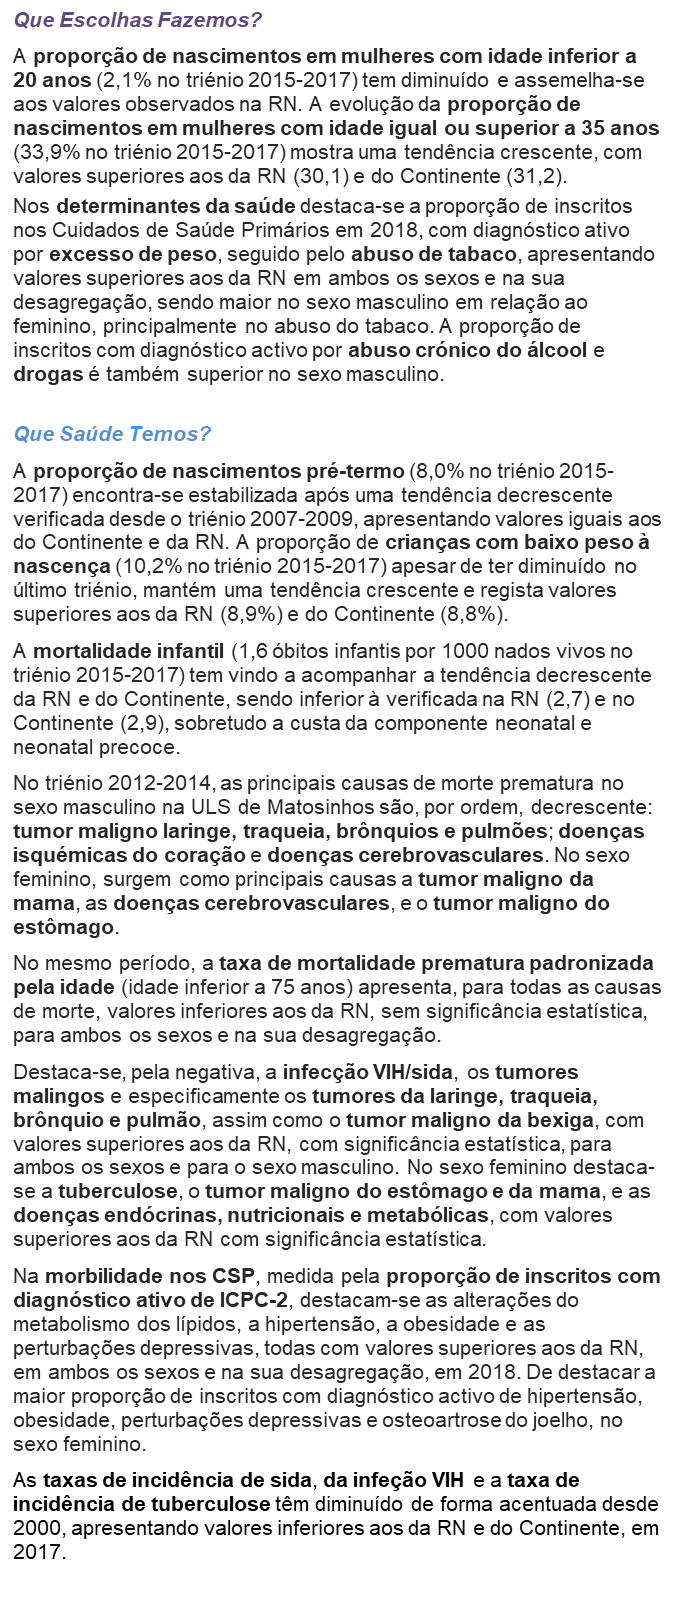 Que Escolhas Fazemos?
A proporção de nascimentos em mulheres com idade inferior a
20 anos (2,1% no triénio 2015-2017) tem diminuído e assemelha-se
aos valores observados na RN. A evolução da proporção de
nascimentos em mulheres com idade igual ou superior a 35 anos
(33,9% no triénio 2015-2017) mostra uma tendência crescente, com
valores superiores aos da RN (30,1) e do Continente (31,2).
Nos determinantes da saúde destaca-se a proporção de inscritos
nos Cuidados de Saúde Primários em 2018, com diagnóstico ativo
por excesso de peso, seguido pelo abuso de tabaco, apresentando
valores superiores aos da RN em ambos os sexos e na sua
desagregação, sendo maior no sexo masculino em relação ao
feminino, principalmente no abuso do tabaco. A proporção de
inscritos com diagnóstico activo por abuso crónico do álcool e
drogas é também superior no sexo masculino.
Que Saúde Temos?
A proporção de nascimentos pré-termo (8,0% no triénio 2015-
2017) encontra-se estabilizada após uma tendência decrescente
verificada desde o triénio 2007-2009, apresentando valores iguais aos
do Continente e da RN. A proporção de crianças com baixo peso à
nascença (10,2% no triénio 2015-2017) apesar de ter diminuído no
último triénio, mantém uma tendência crescente e regista valores
superiores aos da RN (8,9%) e do Continente (8,8%).
A mortalidade infantil (1,6 óbitos infantis por 1000 nados vivos no
triénio 2015-2017) tem vindo a acompanhar a tendência decrescente
da RN e do Continente, sendo inferior à verificada na RN (2,7) e no
Continente (2,9), sobretudo a custa da componente neonatal e
neonatal precoce.
No triénio 2012-2014, as principais causas de morte prematura no
sexo masculino na ULS de Matosinhos são, por ordem, decrescente:
tumor maligno laringe, traqueia, brônquios e pulmões; doenças
isquémicas do coração e doenças cerebrovasculares. No sexo
feminino, surgem como principais causas a tumor maligno da
mama, as doenças cerebrovasculares, e o tumor maligno do
estômago.
No mesmo período, a taxa de mortalidade prematura padronizada
pela idade (idade inferior a 75 anos) apresenta, para todas as causas
de morte, valores inferiores aos da RN, sem significância estatística,
para ambos os sexos e na sua desagregação.
Destaca-se, pela negativa, a infecção VIH/sida, os tumores
malingos e especificamente os tumores da laringe, traqueia,
brônquio e pulmão, assim como o tumor maligno da bexiga, com
valores superiores aos da RN, com significância estatística, para
ambos os sexos e para o sexo masculino. No sexo feminino destaca-
se a tuberculose, o tumor maligno do estômago e da mama, e as
doenças endócrinas, nutricionais e metabólicas, com valores
superiores aos da RN com significância estatística.
Na morbilidade nos CSP, medida pela proporção de inscritos com
diagnóstico ativo de ICPC-2, destacam-se as alterações do
metabolismo dos lípidos, a hipertensão, a obesidade e as
perturbações depressivas, todas com valores superiores aos da RN,
em ambos os sexos e na sua desagregação, em 2018. De destacar a
maior proporção de inscritos com diagnóstico activo de hipertensão,
obesidade, perturbações depressivas e osteoartrose do joelho, no
sexo feminino.
As taxas de incidência de sida, da infeção VIH e a taxa de
incidência de tuberculose têm diminuído de forma acentuada desde
2000, apresentando valores inferiores aos da RN e do Continente, em
2017.